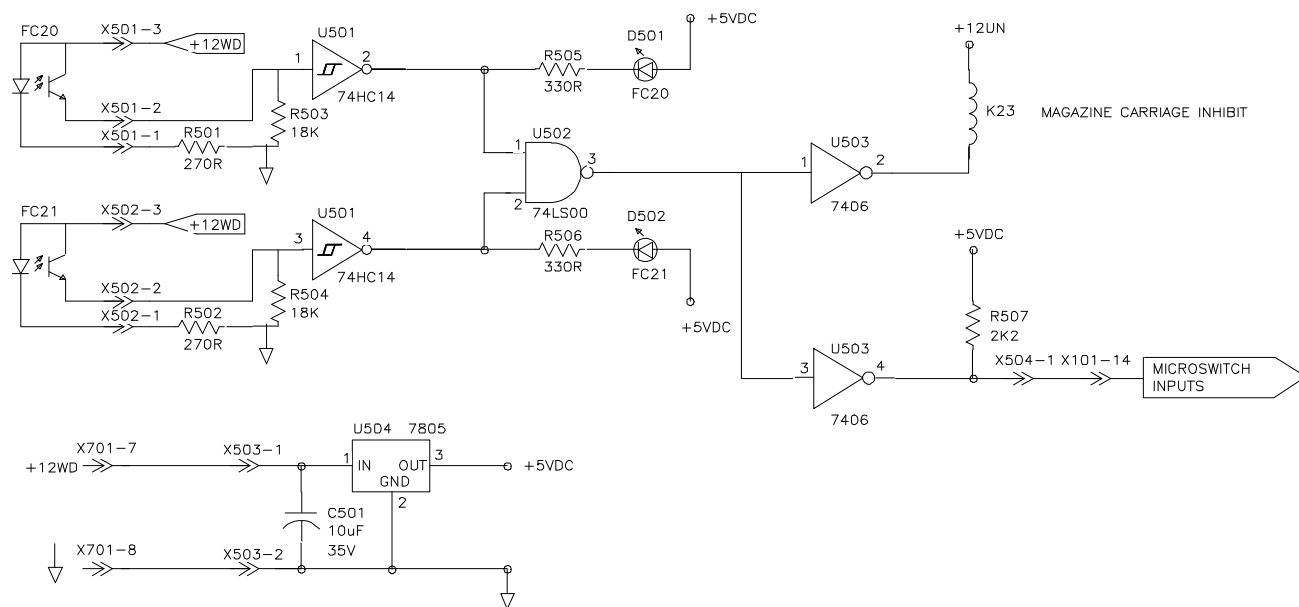 FC20
X501-3
+12WD
X501-2
X501-1
R501
270R
1
U501
2
74HC14
R503
18K
R505
330R
D501
FC20
+5VDC
FC21
X502-3
+12WD
X502-2
X502-1
R502
270R
3
U501
4
74HC14
R504
18K
U502
1
2
3
74LS00
R506
330R
D502
FC21
+5VDC
+12UN
K23
MAGAZINE CARRIAGE INHIBIT
U503
1
2
7406
+5VDC
R507
2K2
U503
3
4
7406
X504-1
X101-14
MICROSWITCH
INPUTS
+12WD
X701-7
X503-1
U504
7805
1
IN
OUT
3
GND
2
+5VDC
C501
10uF
35V
X701-8
X503-2